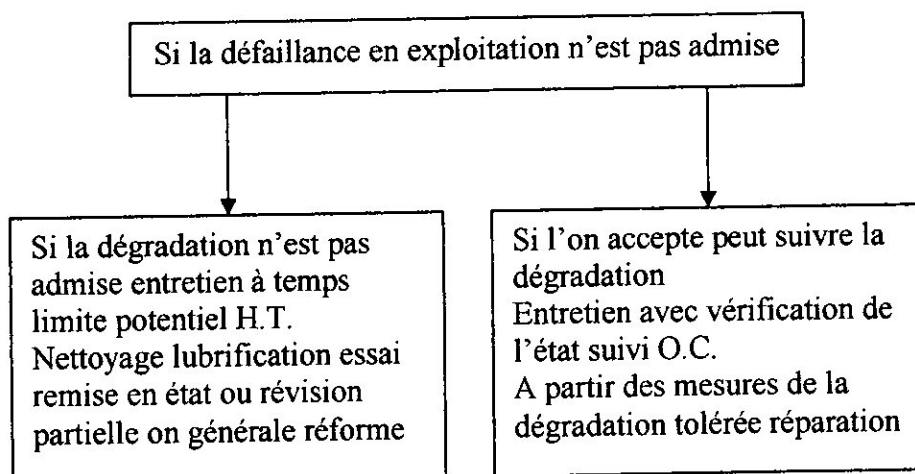 Si la défaillance en exploitation n'est pas admise
Si la dégradation n'est pas
admise entretien à temps
limite potentiel H.T.
Nettoyage lubrification essai
remise en état ou révision
partielle on générale réforme
Si l'on accepte peut suivre la
dégradation
Entretien avec vérification de
l'état suivi O.C.
A partir des mesures de la
dégradation tolérée réparation